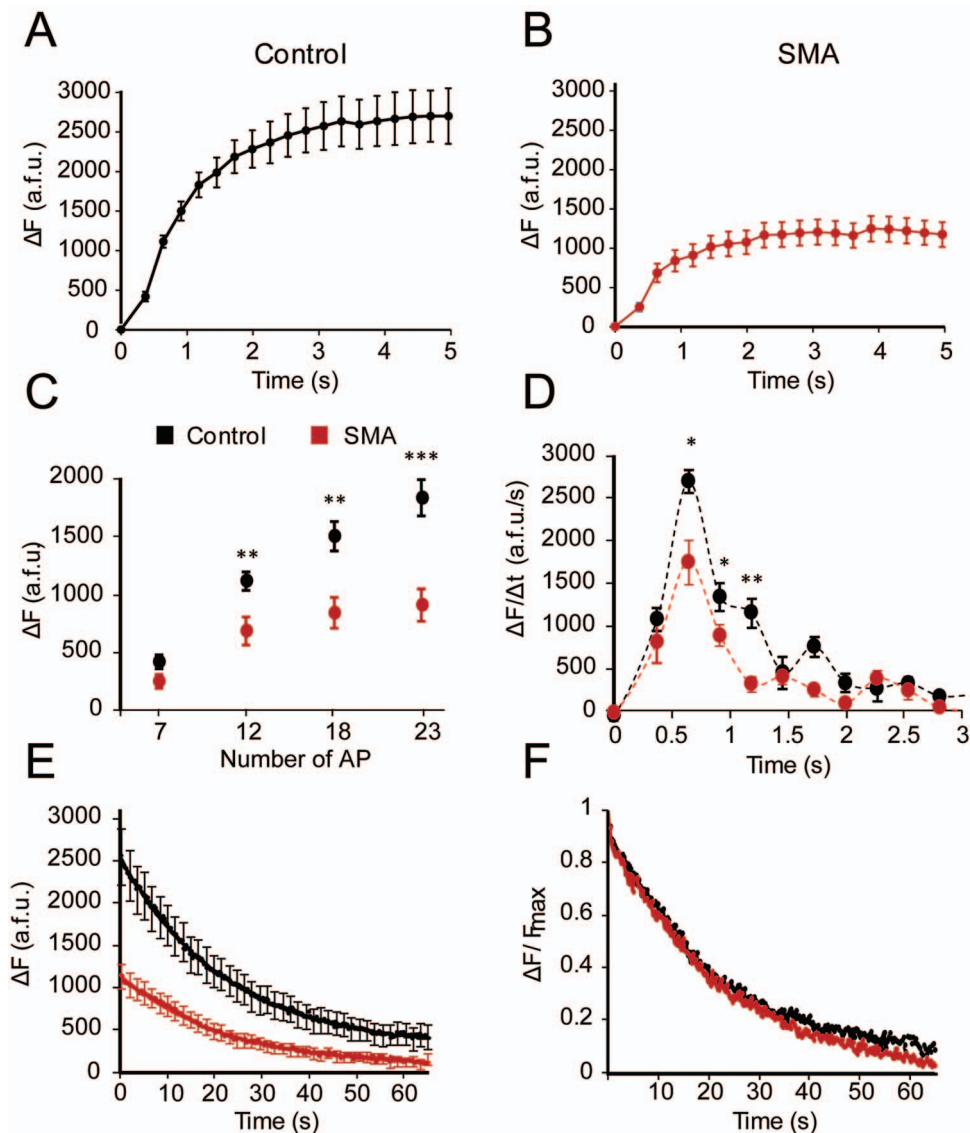 A
Control
3000
2500
2000
1500
1000
500
0
ΔF (a.f.u.)
0 1 2 3 4 5
Time (s)
B
SMA
3000
2500
2000
1500
1000
500
0
ΔF (a.f.u.)
0 1 2 3 4 5
Time (s)
C
Control SMA
2000
1500
1000
500
0
ΔF (a.f.u)
** ** ***
7 12 18 23
Number of AP
D
3000
2500
2000
1500
1000
500
0
ΔF/Δt (a.f.u./s)
* * **
0 0.5 1 1.5 2 2.5 3
Time (s)
E
3000
2500
2000
1500
1000
500
0
ΔF (a.f.u.)
0 10 20 30 40 50 60
Time (s)
F
1
0.8
0.6
0.4
0.2
0
ΔF/ Fmax
10 20 30 40 50 60
Time (s)